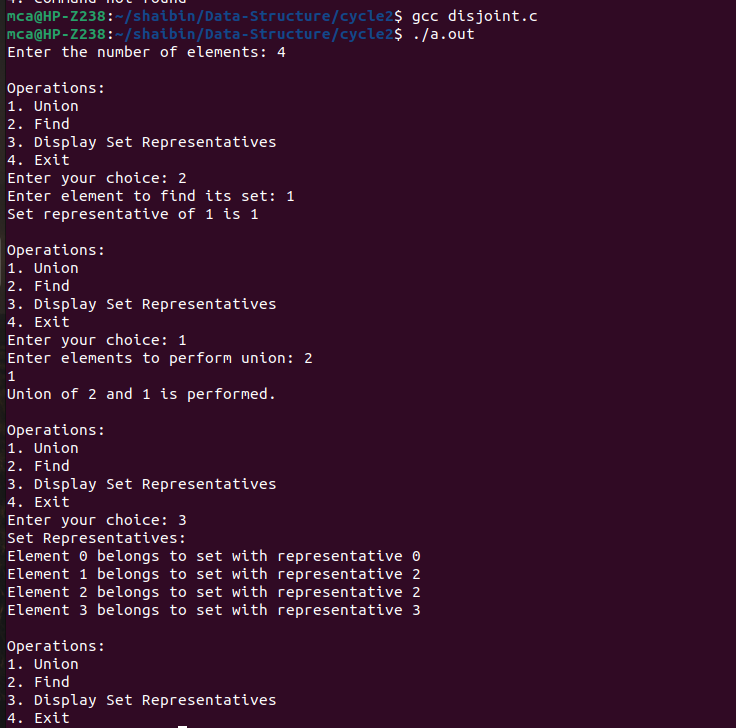 4: command not found
mca@HP-Z238:~/shaibin/Data-Structure/cycle2$ gcc disjoint.c
mca@HP-Z238:~/shaibin/Data-Structure/cycle2$ ./a.out
Enter the number of elements: 4

Operations:
1. Union
2. Find
3. Display Set Representatives
4. Exit
Enter your choice: 2
Enter element to find its set: 1
Set representative of 1 is 1

Operations:
1. Union
2. Find
3. Display Set Representatives
4. Exit
Enter your choice: 1
Enter elements to perform union: 2
1
Union of 2 and 1 is performed.

Operations:
1. Union
2. Find
3. Display Set Representatives
4. Exit
Enter your choice: 3
Set Representatives:
Element 0 belongs to set with representative 0
Element 1 belongs to set with representative 2
Element 2 belongs to set with representative 2
Element 3 belongs to set with representative 3

Operations:
1. Union
2. Find
3. Display Set Representatives
4. Exit